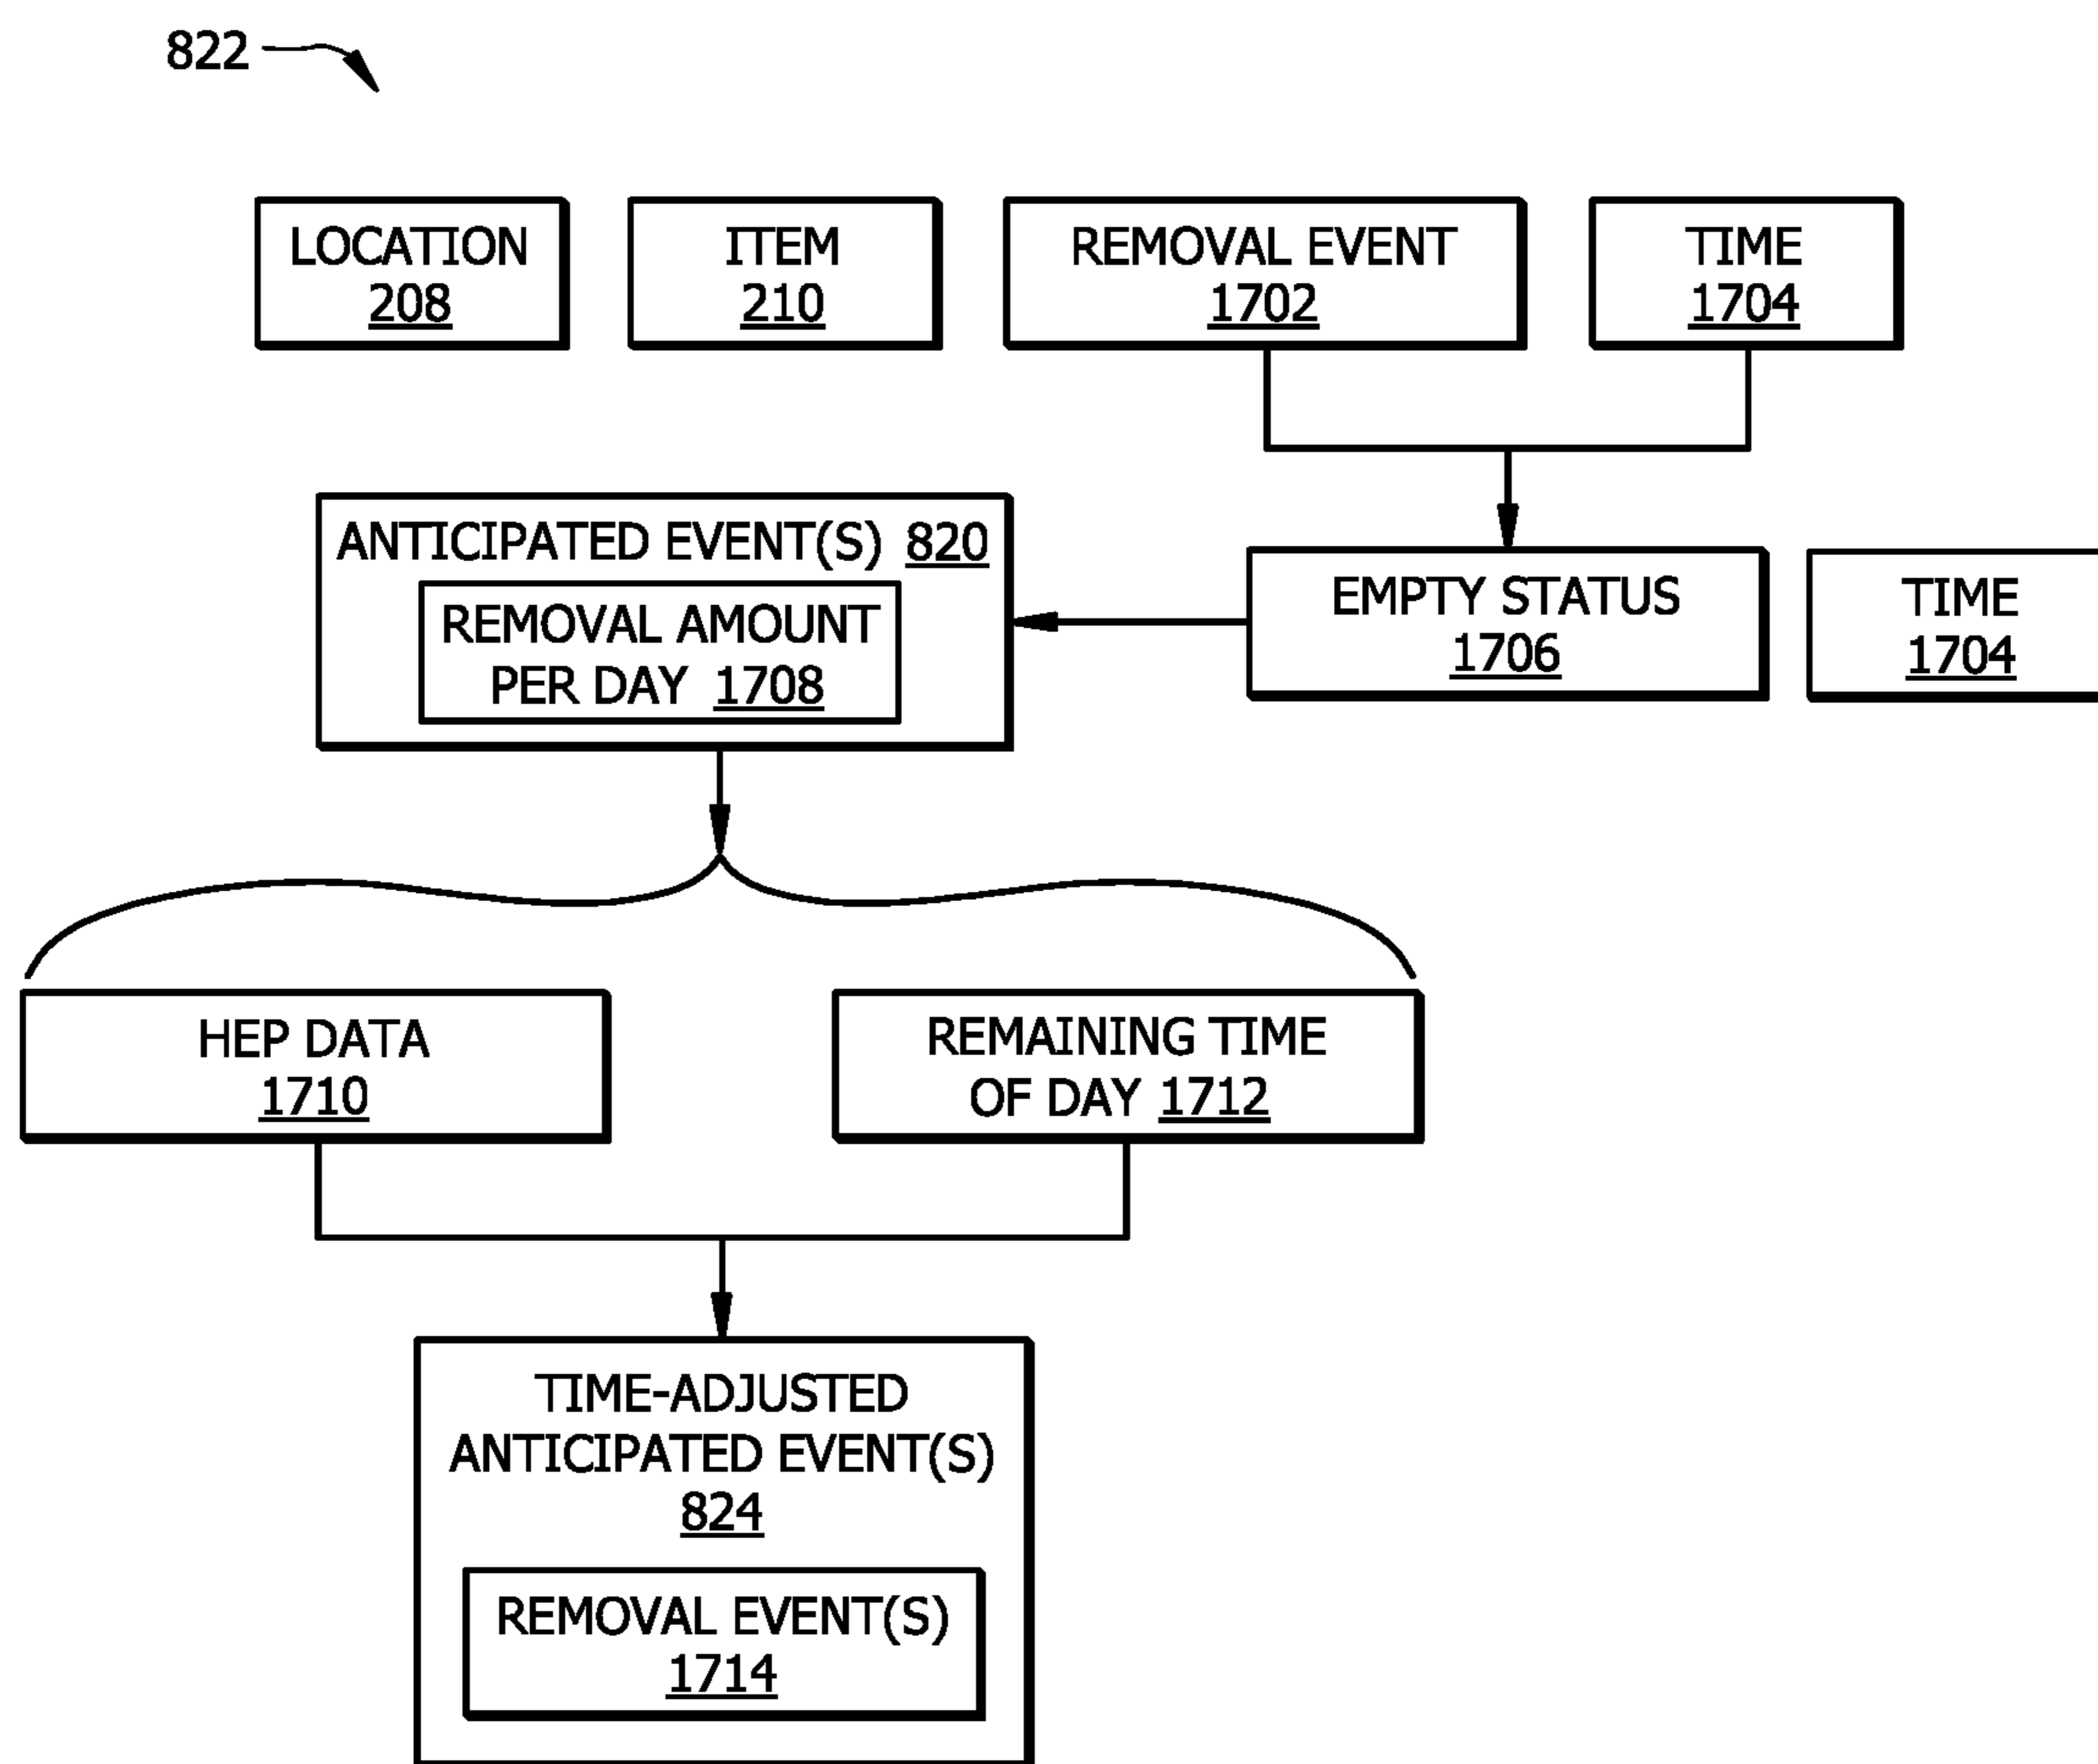 822
LOCATION
208
ITEM
210
REMOVAL EVENT
1702
TIME
1704
ANTICIPATED EVENT(S) 820
REMOVAL AMOUNT
PER DAY 1708
EMPTY STATUS
1706
TIME
1704
HEP DATA
1710
REMAINING TIME
OF DAY 1712
TIME-ADJUSTED
ANTICIPATED EVENT(S)
824
REMOVAL EVENT(S)
1714